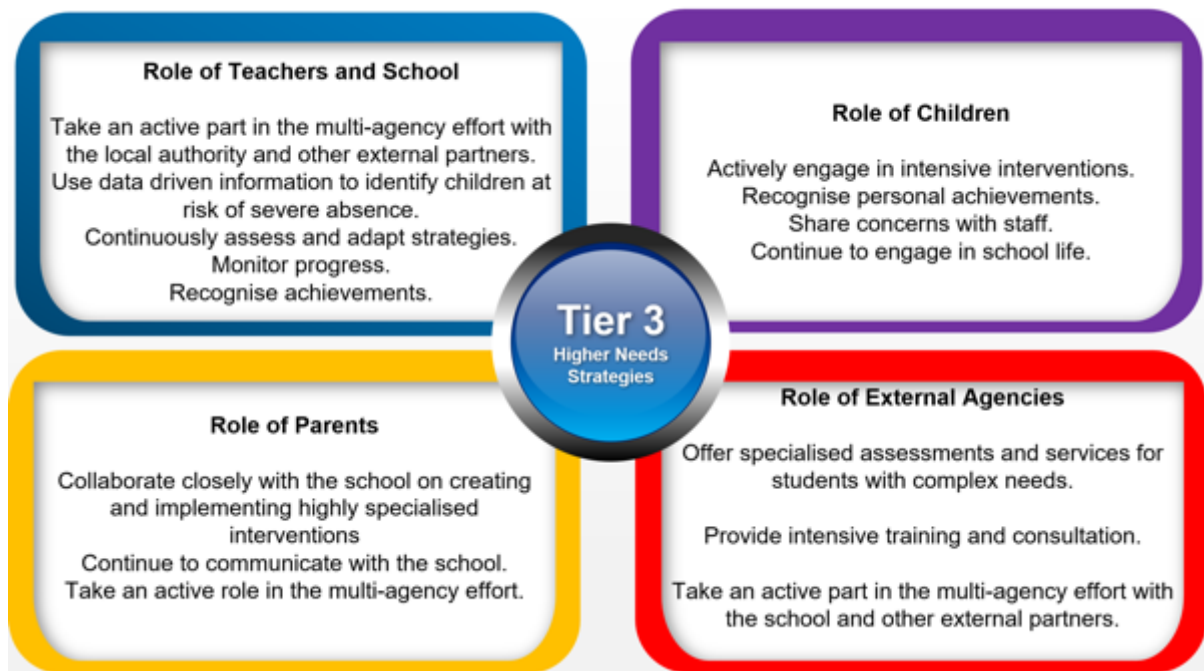 Role of Teachers and School
Take an active part in the multi-agency effort with
the local authority and other external partners.
Use data driven information to identify children at
risk of severe absence.
Continuously assess and adapt strategies.
Monitor progress.
Recognise achievements.
Role of Children
Actively engage in intensive interventions.
Recognise personal achievements.
Share concerns with staff.
Continue to engage in school life.
Tier 3
Higher Needs
Strategies
Role of Parents
Collaborate closely with the school on creating
and implementing highly specialised
interventions
Continue to communicate with the school.
Take an active role in the multi-agency effort.
Role of External Agencies
Offer specialised assessments and services for
students with complex needs.
Provide intensive training and consultation.
Take an active part in the multi-agency effort with
the school and other external partners.